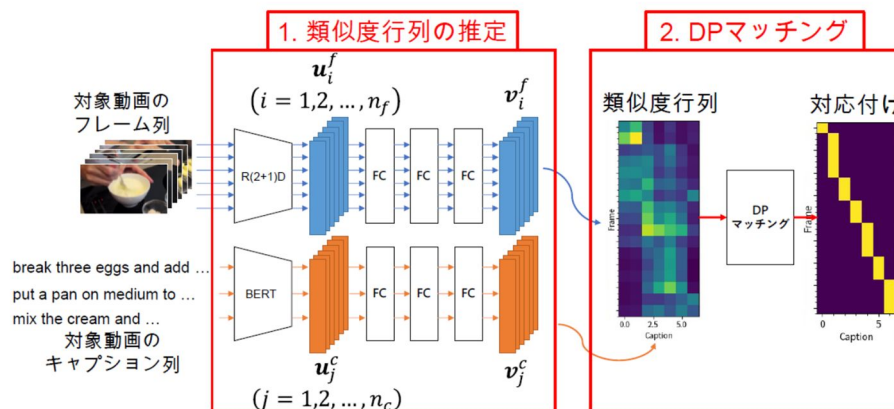 1. 類似度行列の推定
2. DPマッチング
対象動画の
フレーム列
u_i^f
(i = 1,2, …, n_f)
v_i^f
R(2+1)D
FC
FC
FC
break three eggs and add …
put a pan on medium to …
mix the cream and …
対象動画の
キャプション列
BERT
FC
FC
FC
u_j^c
(j = 1,2, …, n_c)
v_j^c
類似度行列
Frame
0.0 2.5 5.0
Caption
DP
マッチング
対応付け
Frame
0 5
Caption